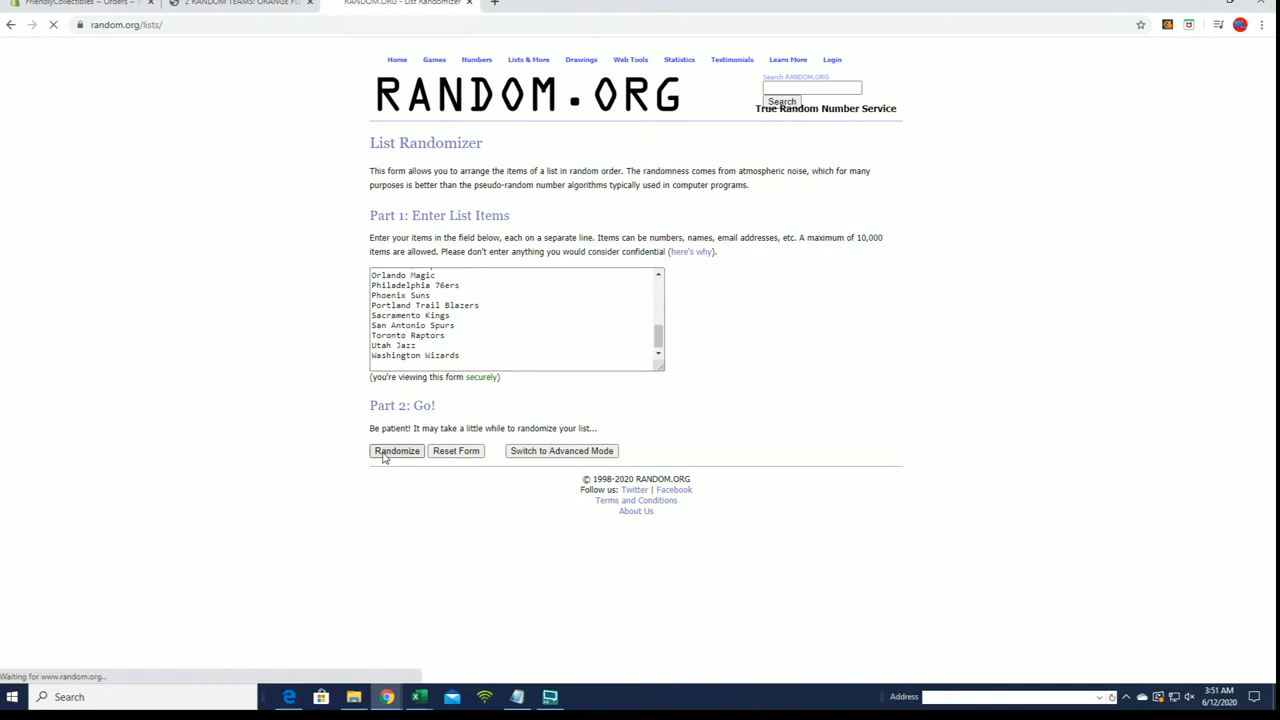 FriendlyCollectibles ~ Orders ~
2 RANDOM TEAMS! ORANGE
RANDOM.ORG - List Randomizer
random.org/lists/
Home Games Numbers Lists & More Drawings Web Tools Statistics Testimonials Learn More Login
RANDOM.ORG
Search RANDOM.ORG
Search
True Random Number Service
List Randomizer
This form allows you to arrange the items of a list in random order. The randomness comes from atmospheric noise, which for many
purposes is better than the pseudo-random number algorithms typically used in computer programs.
Part 1: Enter List Items
Enter your items in the field below, each on a separate line. Items can be numbers, names, email addresses, etc. A maximum of 10,000
items are allowed. Please don't enter anything you would consider confidential (here's why).
Orlando Magic
Philadelphia 76ers
Phoenix Suns
Portland Trail Blazers
Sacramento Kings
San Antonio Spurs
Toronto Raptors
Utah Jazz
Washington Wizards
(you're viewing this form securely)
Part 2: Go!
Be patient! It may take a little while to randomize your list...
Randomize Reset Form Switch to Advanced Mode
© 1998-2020 RANDOM.ORG
Follow us: Twitter | Facebook
Terms and Conditions
About Us
Waiting for www.random.org...
Search
Address
3:51 AM
6/12/2020